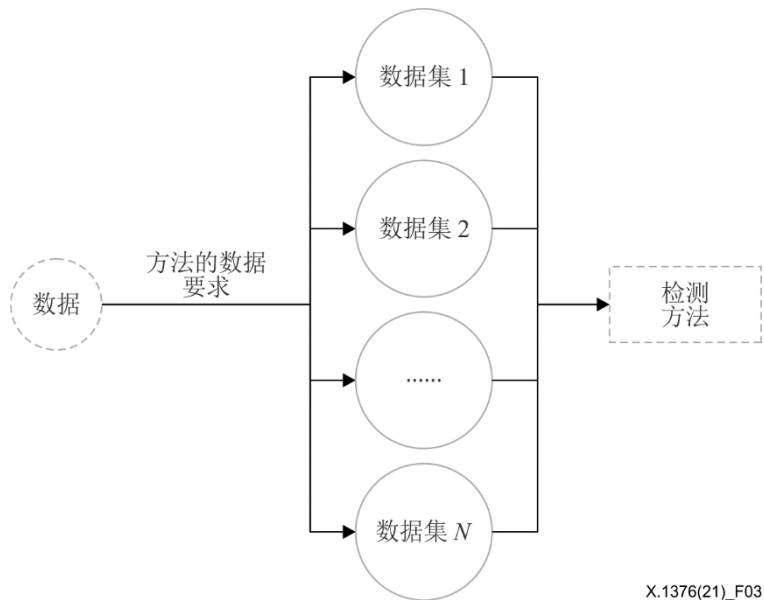 数据集 1
数据集 2
方法的数据
要求
数据
检测
方法
......
数据集 N
X.1376(21)_F03